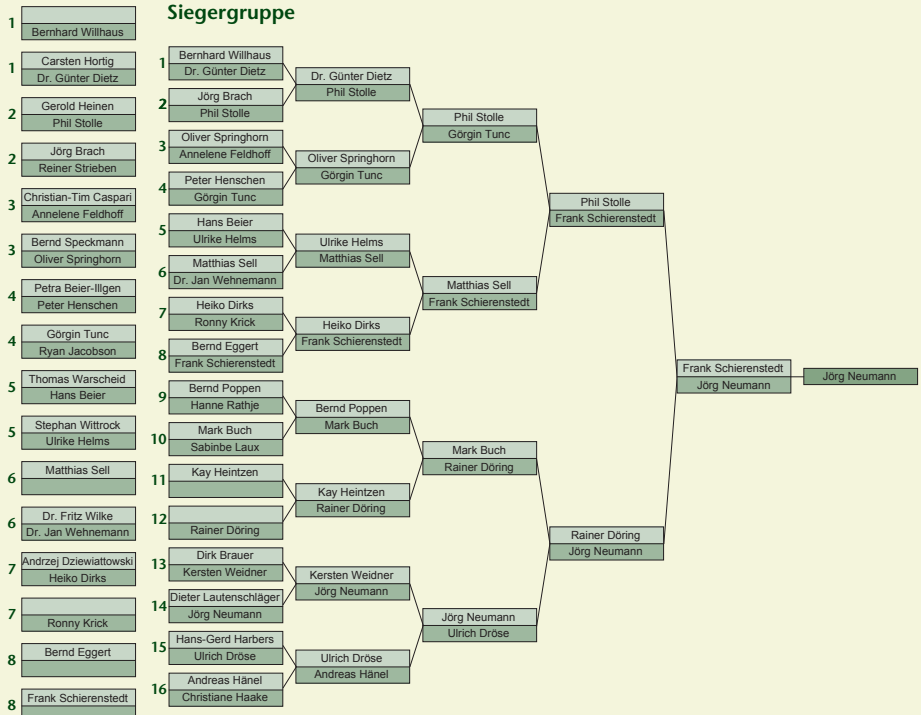 Siegergruppe
1
Bernhard Willhaus
1
Carsten Hortig
Dr. Günter Dietz
2
Gerold Heinen
Phil Stolle
2
Jörg Brach
Reiner Strieben
3
Christian-Tim Caspari
Annelene Feldhoff
3
Bernd Speckmann
Oliver Springhorn
4
Petra Beier-Illgen
Peter Henschen
4
Görgin Tunc
Ryan Jacobson
5
Thomas Warscheid
Hans Beier
5
Stephan Wittrock
Ulrike Helms
6
Matthias Sell
6
Dr. Fritz Wilke
Dr. Jan Wehnemann
7
Andrzej Dziewiattowski
Heiko Dirks
7
Ronny Krick
8
Bernd Eggert
8
Frank Schierenstedt
1
Bernhard Willhaus
Dr. Günter Dietz
2
Jörg Brach
Phil Stolle
3
Oliver Springhorn
Annelene Feldhoff
4
Peter Henschen
Görgin Tunc
5
Hans Beier
Ulrike Helms
6
Matthias Sell
Dr. Jan Wehnemann
7
Heiko Dirks
Ronny Krick
8
Bernd Eggert
Frank Schierenstedt
9
Bernd Poppen
Hanne Rathje
10
Mark Buch
Sabinbe Laux
11
Kay Heintzen
12
Rainer Döring
13
Dirk Brauer
Kersten Weidner
14
Dieter Lautenschläger
Jörg Neumann
15
Hans-Gerd Harbers
Ulrich Dröse
16
Andreas Hänel
Christiane Haake
Dr. Günter Dietz
Phil Stolle
Oliver Springhorn
Görgin Tunc
Ulrike Helms
Matthias Sell
Heiko Dirks
Frank Schierenstedt
Bernd Poppen
Mark Buch
Kay Heintzen
Rainer Döring
Kersten Weidner
Jörg Neumann
Ulrich Dröse
Andreas Hänel
Phil Stolle
Görgin Tunc
Matthias Sell
Frank Schierenstedt
Mark Buch
Rainer Döring
Jörg Neumann
Ulrich Dröse
Phil Stolle
Frank Schierenstedt
Rainer Döring
Jörg Neumann
Frank Schierenstedt
Jörg Neumann
Jörg Neumann